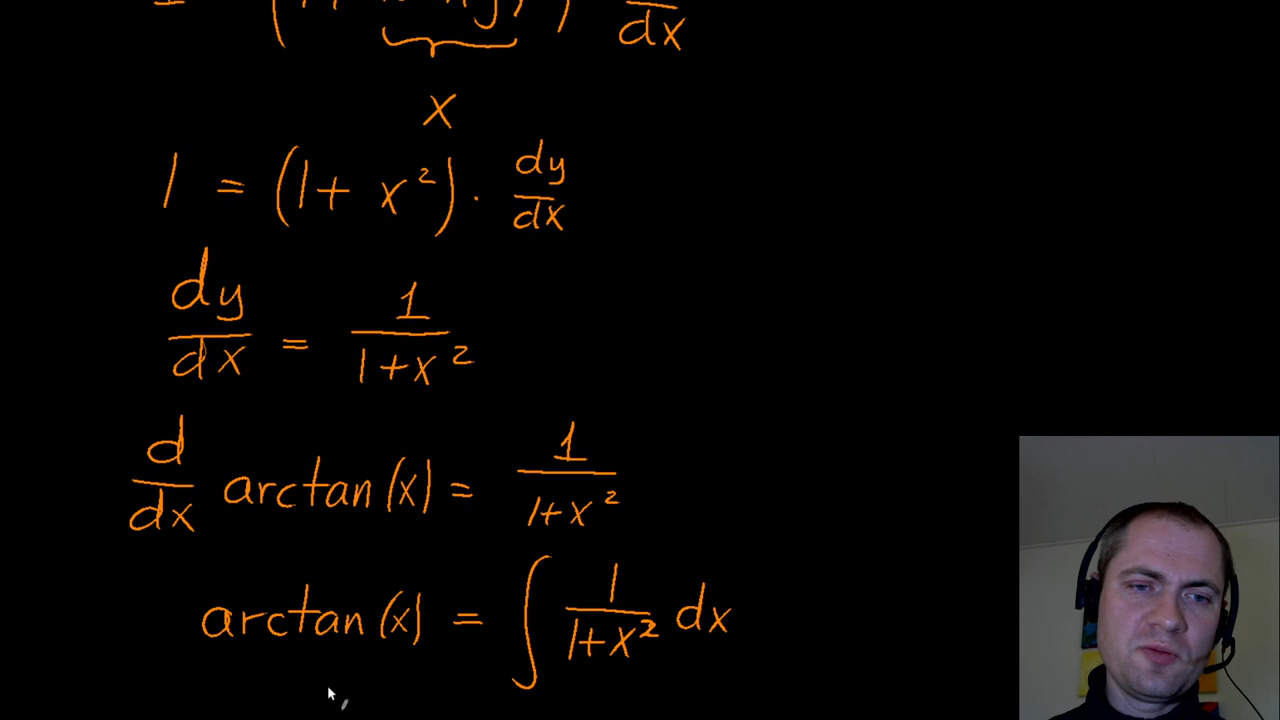 dx
x
1 = (1 + x²) · dy/dx
dy/dx = 1/(1+x²)
d/dx arctan(x) = 1/(1+x²)
arctan(x) = ∫ 1/(1+x²) dx